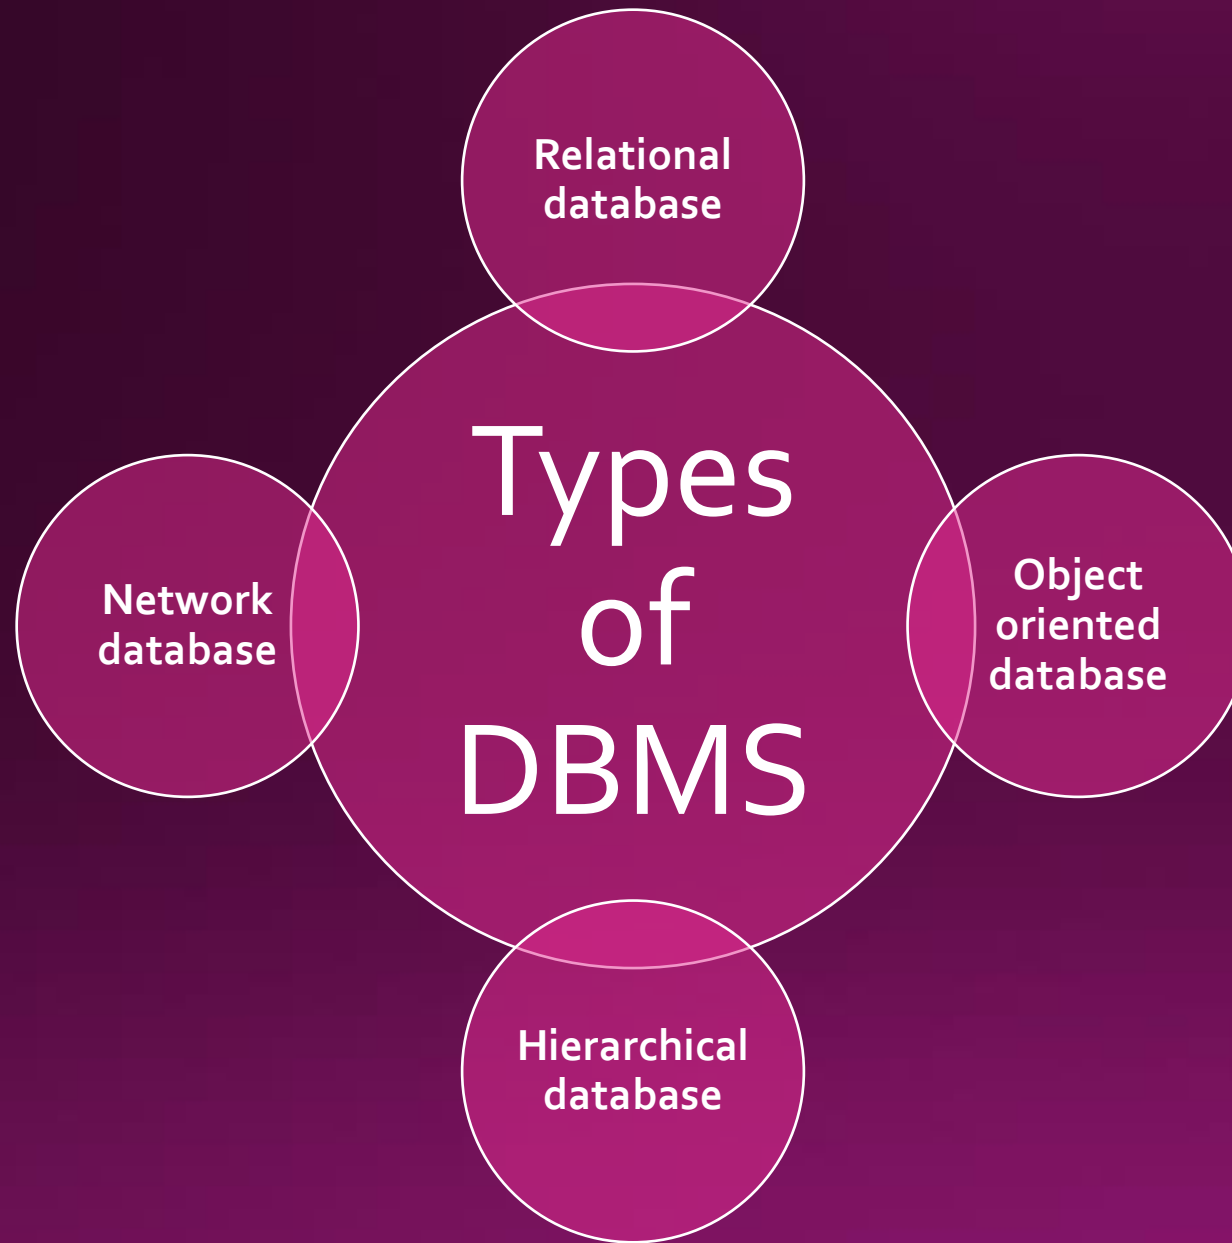 Relational
database
Types
of
DBMS
Network
database
Object
oriented
database
Hierarchical
database